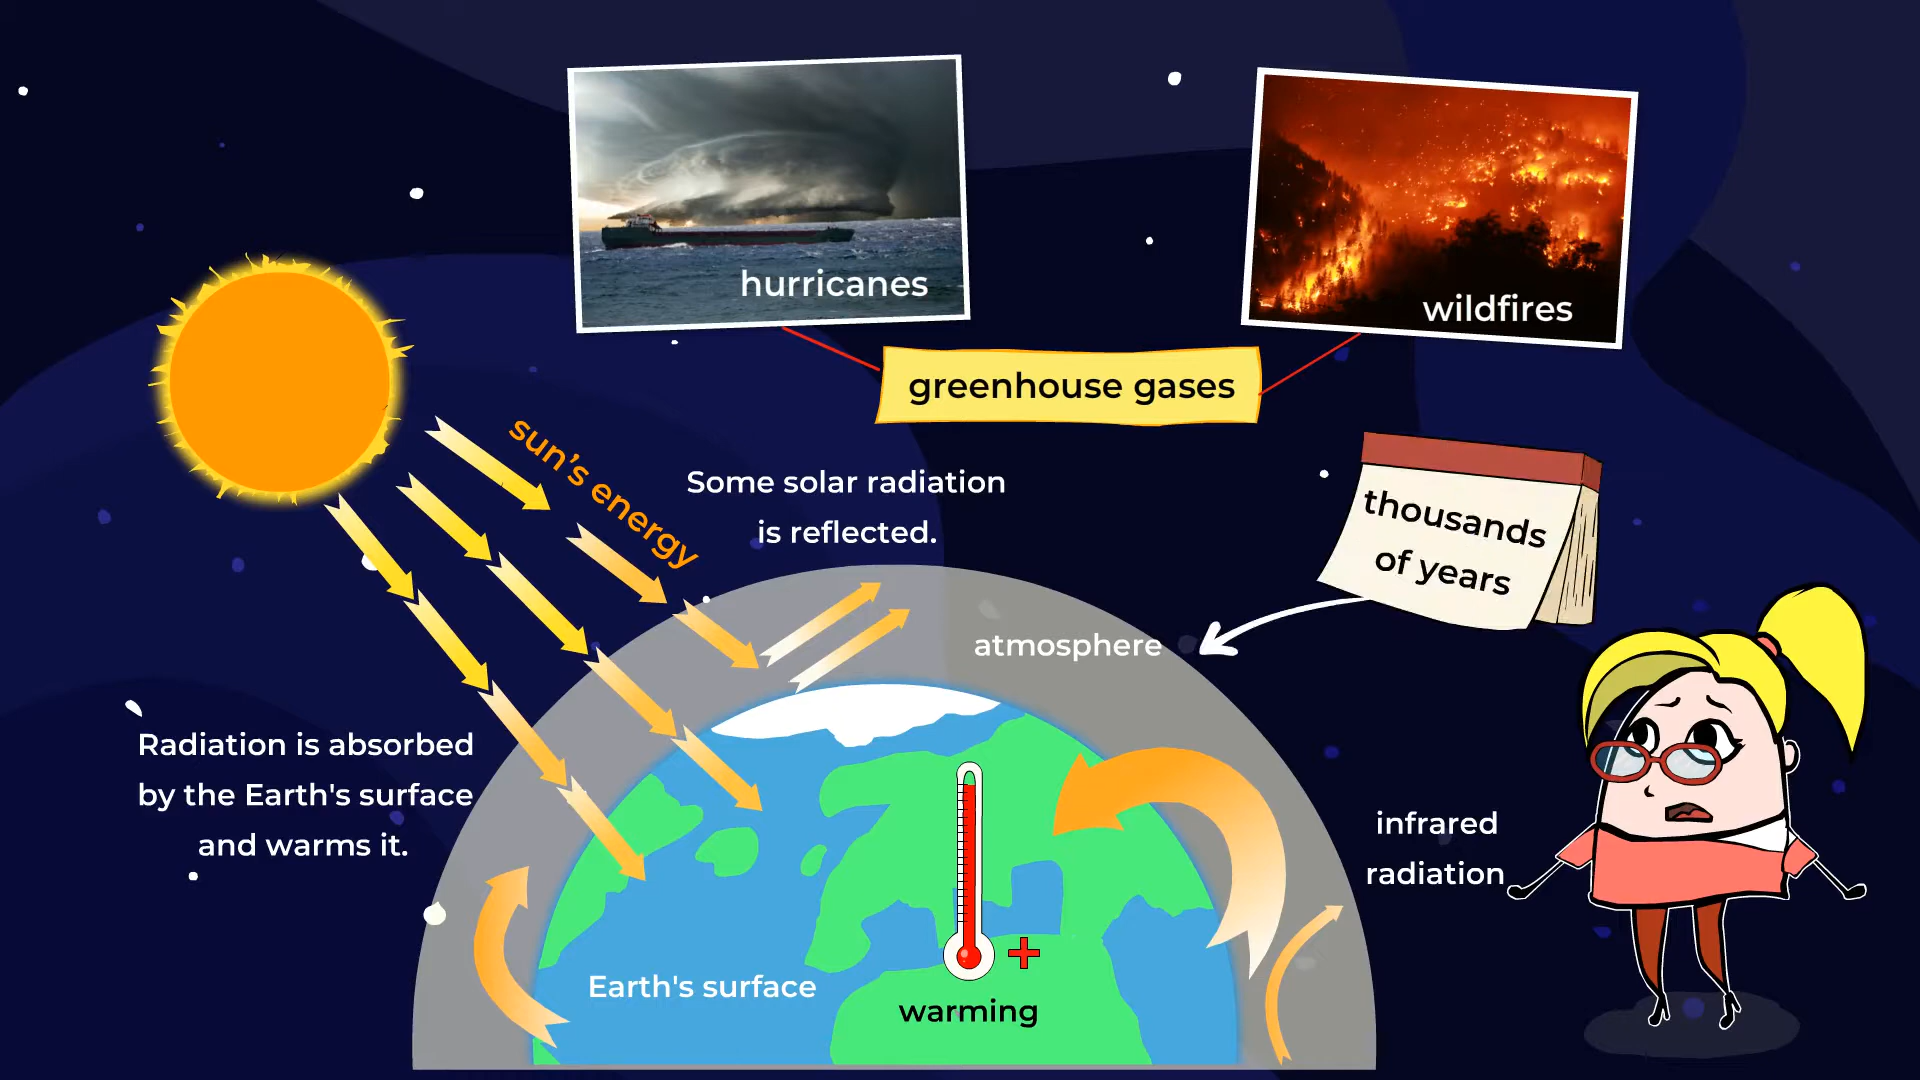 hurricanes
wildfires
greenhouse gases
sun's energy
Some solar radiation
is reflected.
thousands
of years
atmosphere
Radiation is absorbed
by the Earth's surface
and warms it.
infrared
radiation
Earth's surface
warming